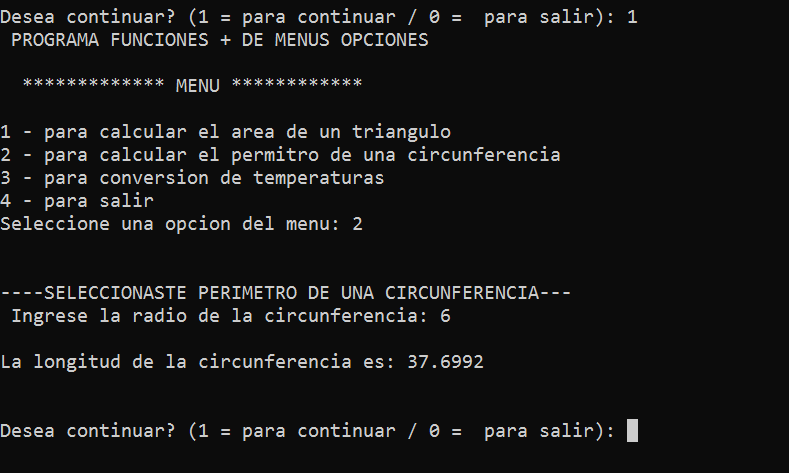 Desea continuar? (1 = para continuar / 0 =  para salir): 1
 PROGRAMA FUNCIONES + DE MENUS OPCIONES
  ************* MENU ************
1 - para calcular el area de un triangulo
2 - para calcular el permitro de una circunferencia
3 - para conversion de temperaturas
4 - para salir
Seleccione una opcion del menu: 2
----SELECCIONASTE PERIMETRO DE UNA CIRCUNFERENCIA---
 Ingrese la radio de la circunferencia: 6
La longitud de la circunferencia es: 37.6992
Desea continuar? (1 = para continuar / 0 =  para salir):